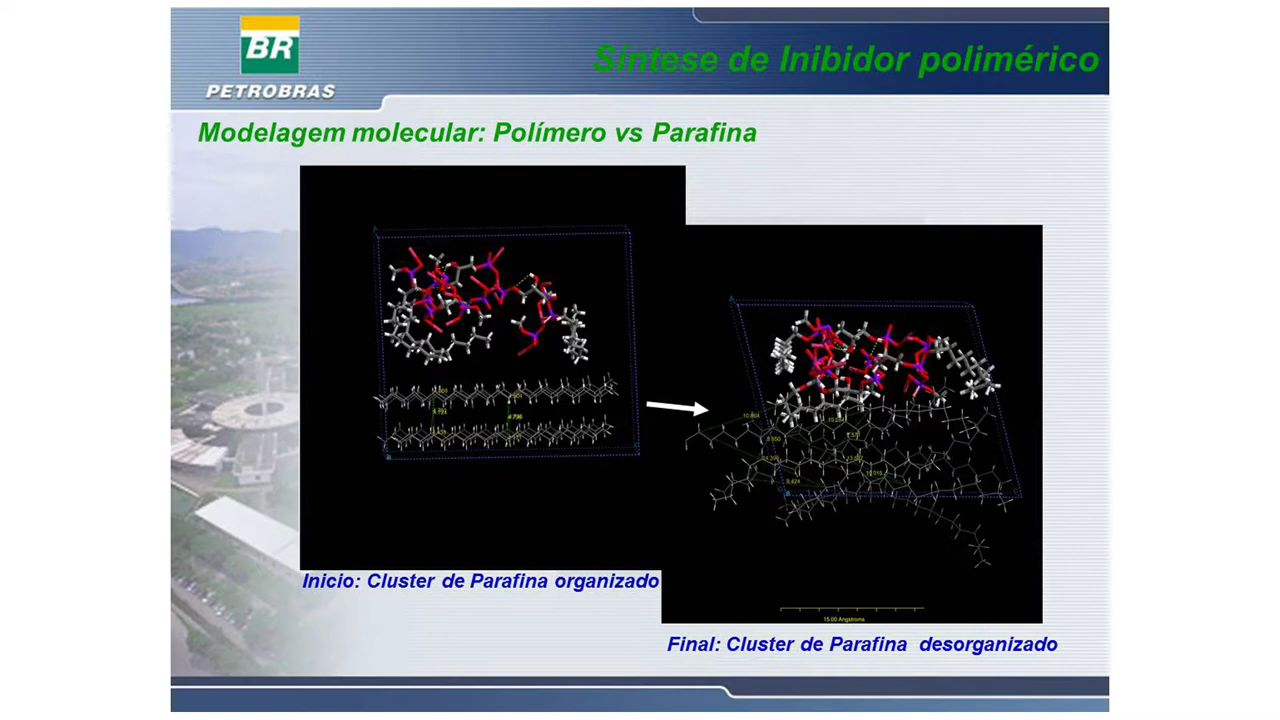 BR
PETROBRAS
Síntese de Inibidor polimérico
Modelagem molecular: Polímero vs Parafina
Inicio: Cluster de Parafina organizado
15.00 Angstroms
Final: Cluster de Parafina desorganizado